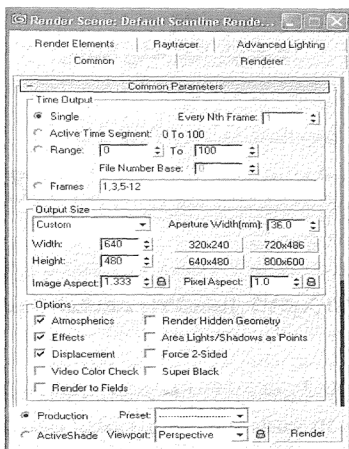 Render Scene: Default Scanline Rende...
Render Elements Raytracer Advanced Lighting
Common Renderer
Common Parameters
Time Output
Single Every Nth Frame: 1
Active Time Segment: 0 To 100
Range: 0 To 100
File Number Base: 0
Frames 1,3,5-12
Output Size
Custom Aperture Width(mm): 36.0
Width: 640 320x240 720x486
Height: 480 640x480 800x600
Image Aspect: 1.333 Pixel Aspect: 1.0
Options
Atmospherics Render Hidden Geometry
Effects Area Lights/Shadows as Points
Displacement Force 2-Sided
Video Color Check Super Black
Render to Fields
Production Preset: --------------------
ActiveShade Viewport: Perspective Render